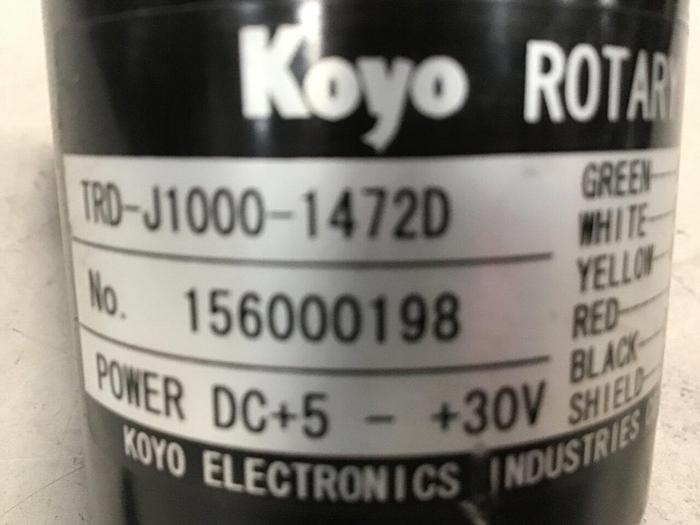 Koyo ROTARY
TRD-J1000-1472D
No. 156000198
POWER DC+5 - +30V
GREEN
WHITE
YELLOW
RED
BLACK
SHIELD
KOYO ELECTRONICS INDUSTRIES